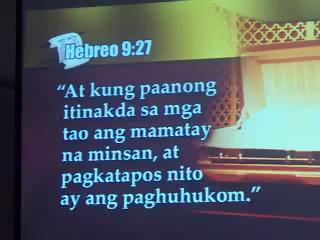 Hebreo 9:27
“At kung paanong
itinakda sa mga
tao ang mamatay
na minsan, at
pagkatapos nito
ay ang paghuhukom.”